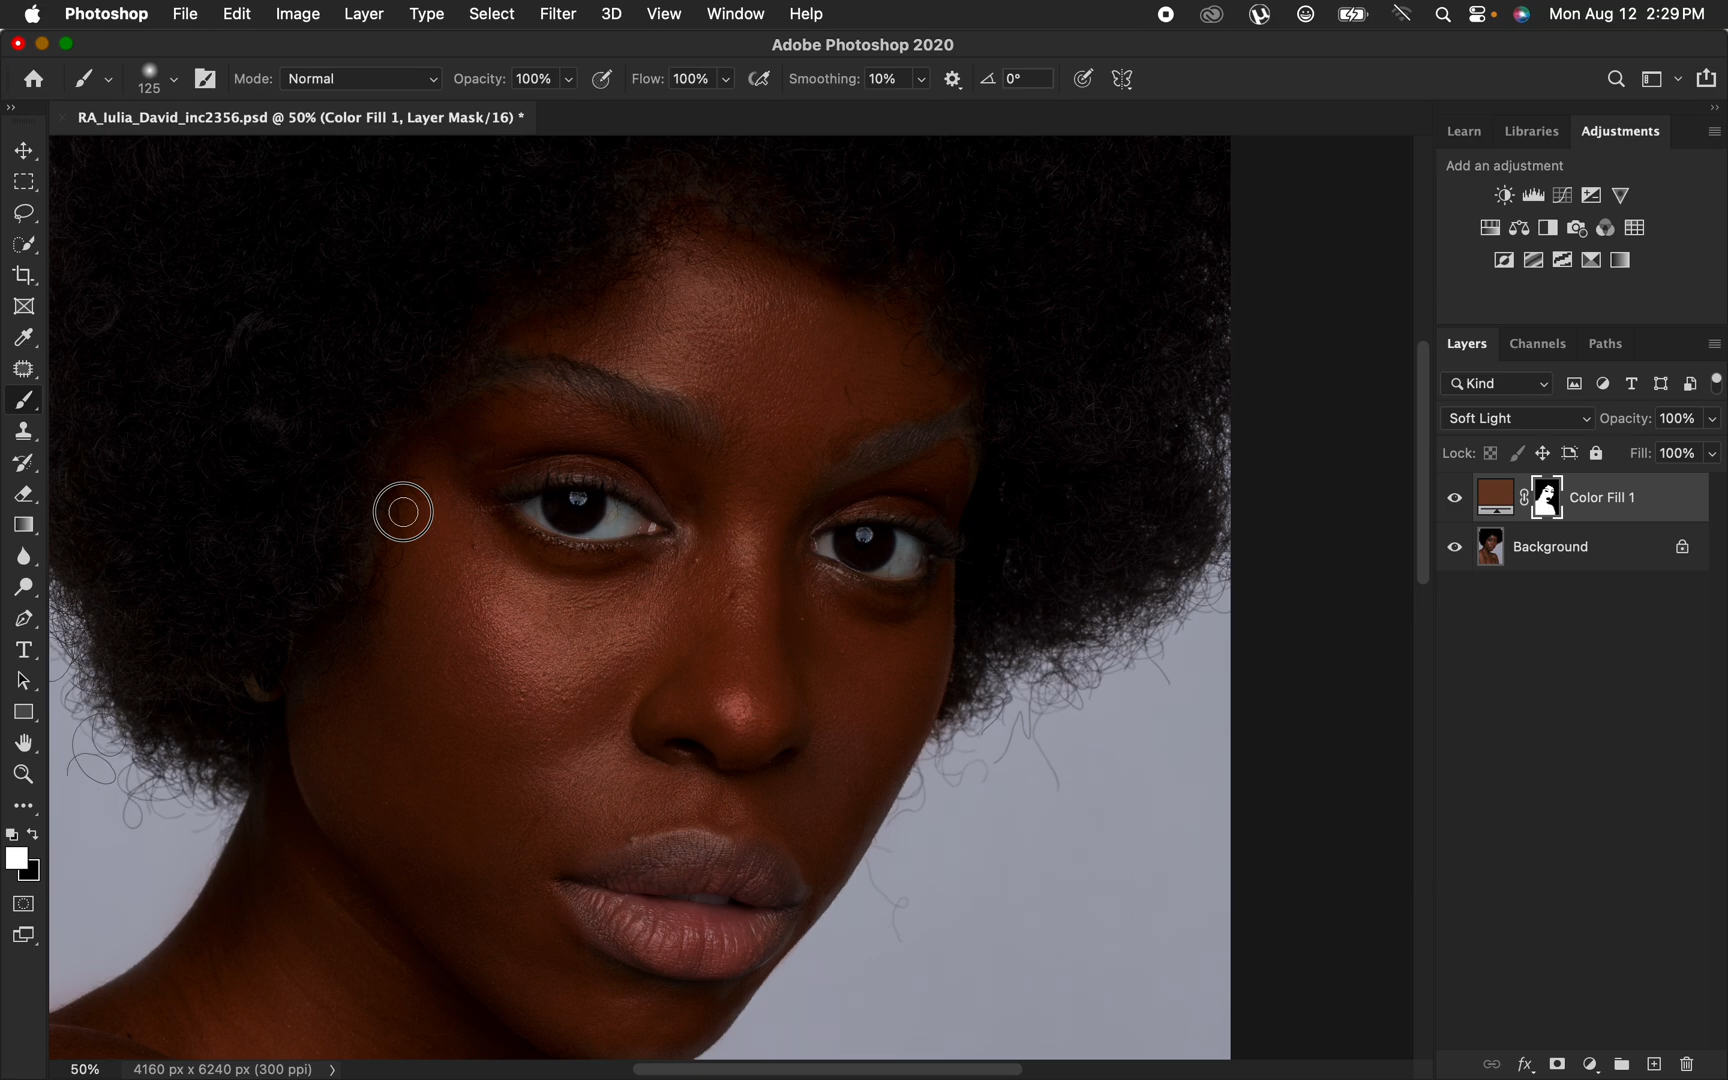 Photoshop File Edit Image Layer Type Select Filter 3D View Window Help Mon Aug 12 2:29 PM
Adobe Photoshop 2020
125 Mode: Normal Opacity: 100% Flow: 100% Smoothing: 10% 0°
RA_Iulia_David_inc2356.psd @ 50% (Color Fill 1, Layer Mask/16) *
Learn Libraries Adjustments
Add an adjustment
Layers Channels Paths
Kind
Soft Light Opacity: 100%
Lock: Fill: 100%
Color Fill 1
Background
50% 4160 px x 6240 px (300 ppi)